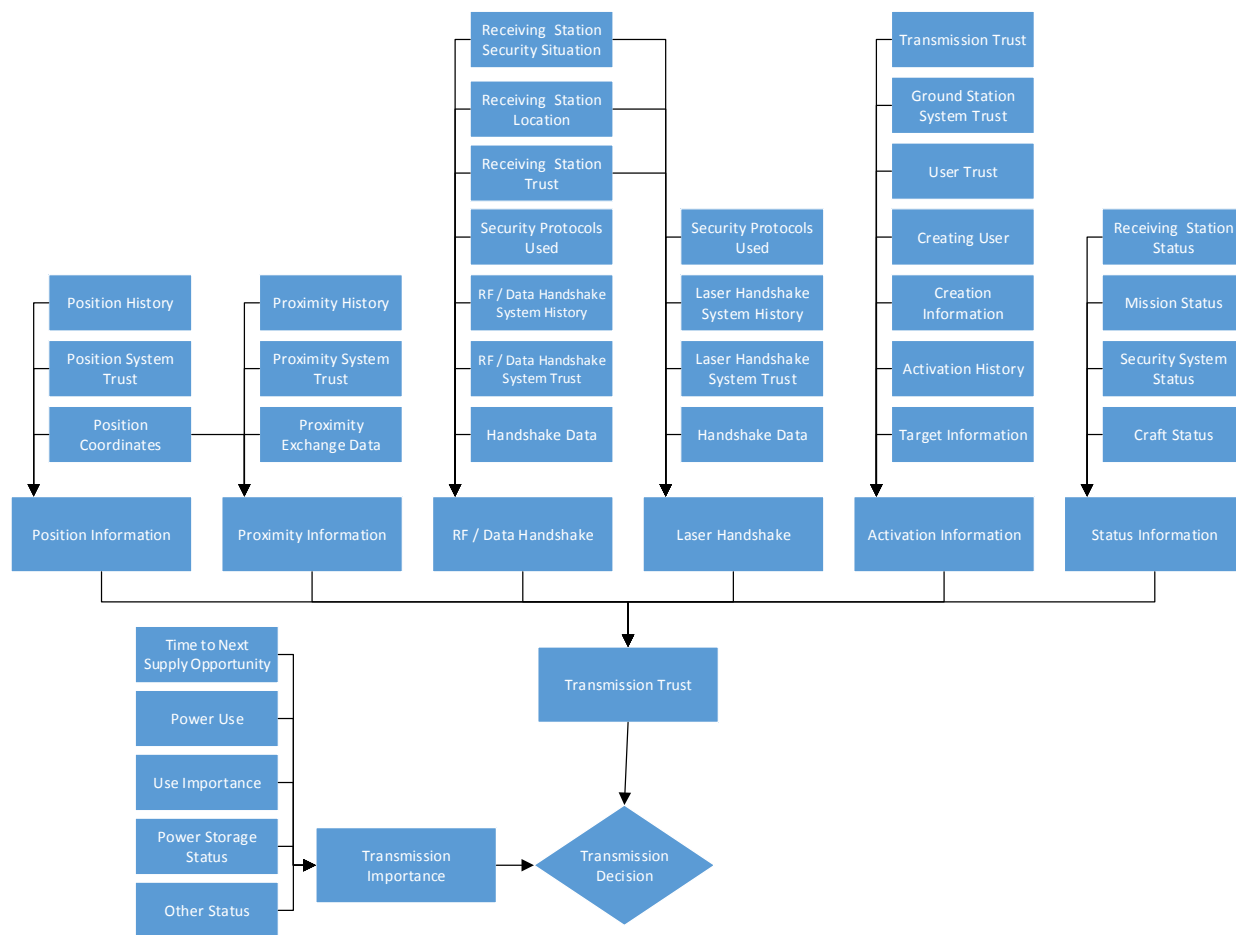 Receiving Station
Security Situation
Transmission Trust
Receiving Station
Location
Ground Station
System Trust
Receiving Station
Trust
User Trust
Security Protocols
Used
Security Protocols
Used
Creating User
Receiving Station
Status
Position History
Proximity History
RF / Data Handshake
System History
Laser Handshake
System History
Creation
Information
Mission Status
Position System
Trust
Proximity System
Trust
RF / Data Handshake
System Trust
Laser Handshake
System Trust
Activation History
Security System
Status
Position
Coordinates
Proximity
Exchange Data
Handshake Data
Handshake Data
Target Information
Craft Status
Position Information
Proximity Information
RF / Data Handshake
Laser Handshake
Activation Information
Status Information
Time to Next
Supply Opportunity
Transmission Trust
Power Use
Use Importance
Power Storage
Status
Transmission
Importance
Transmission
Decision
Other Status